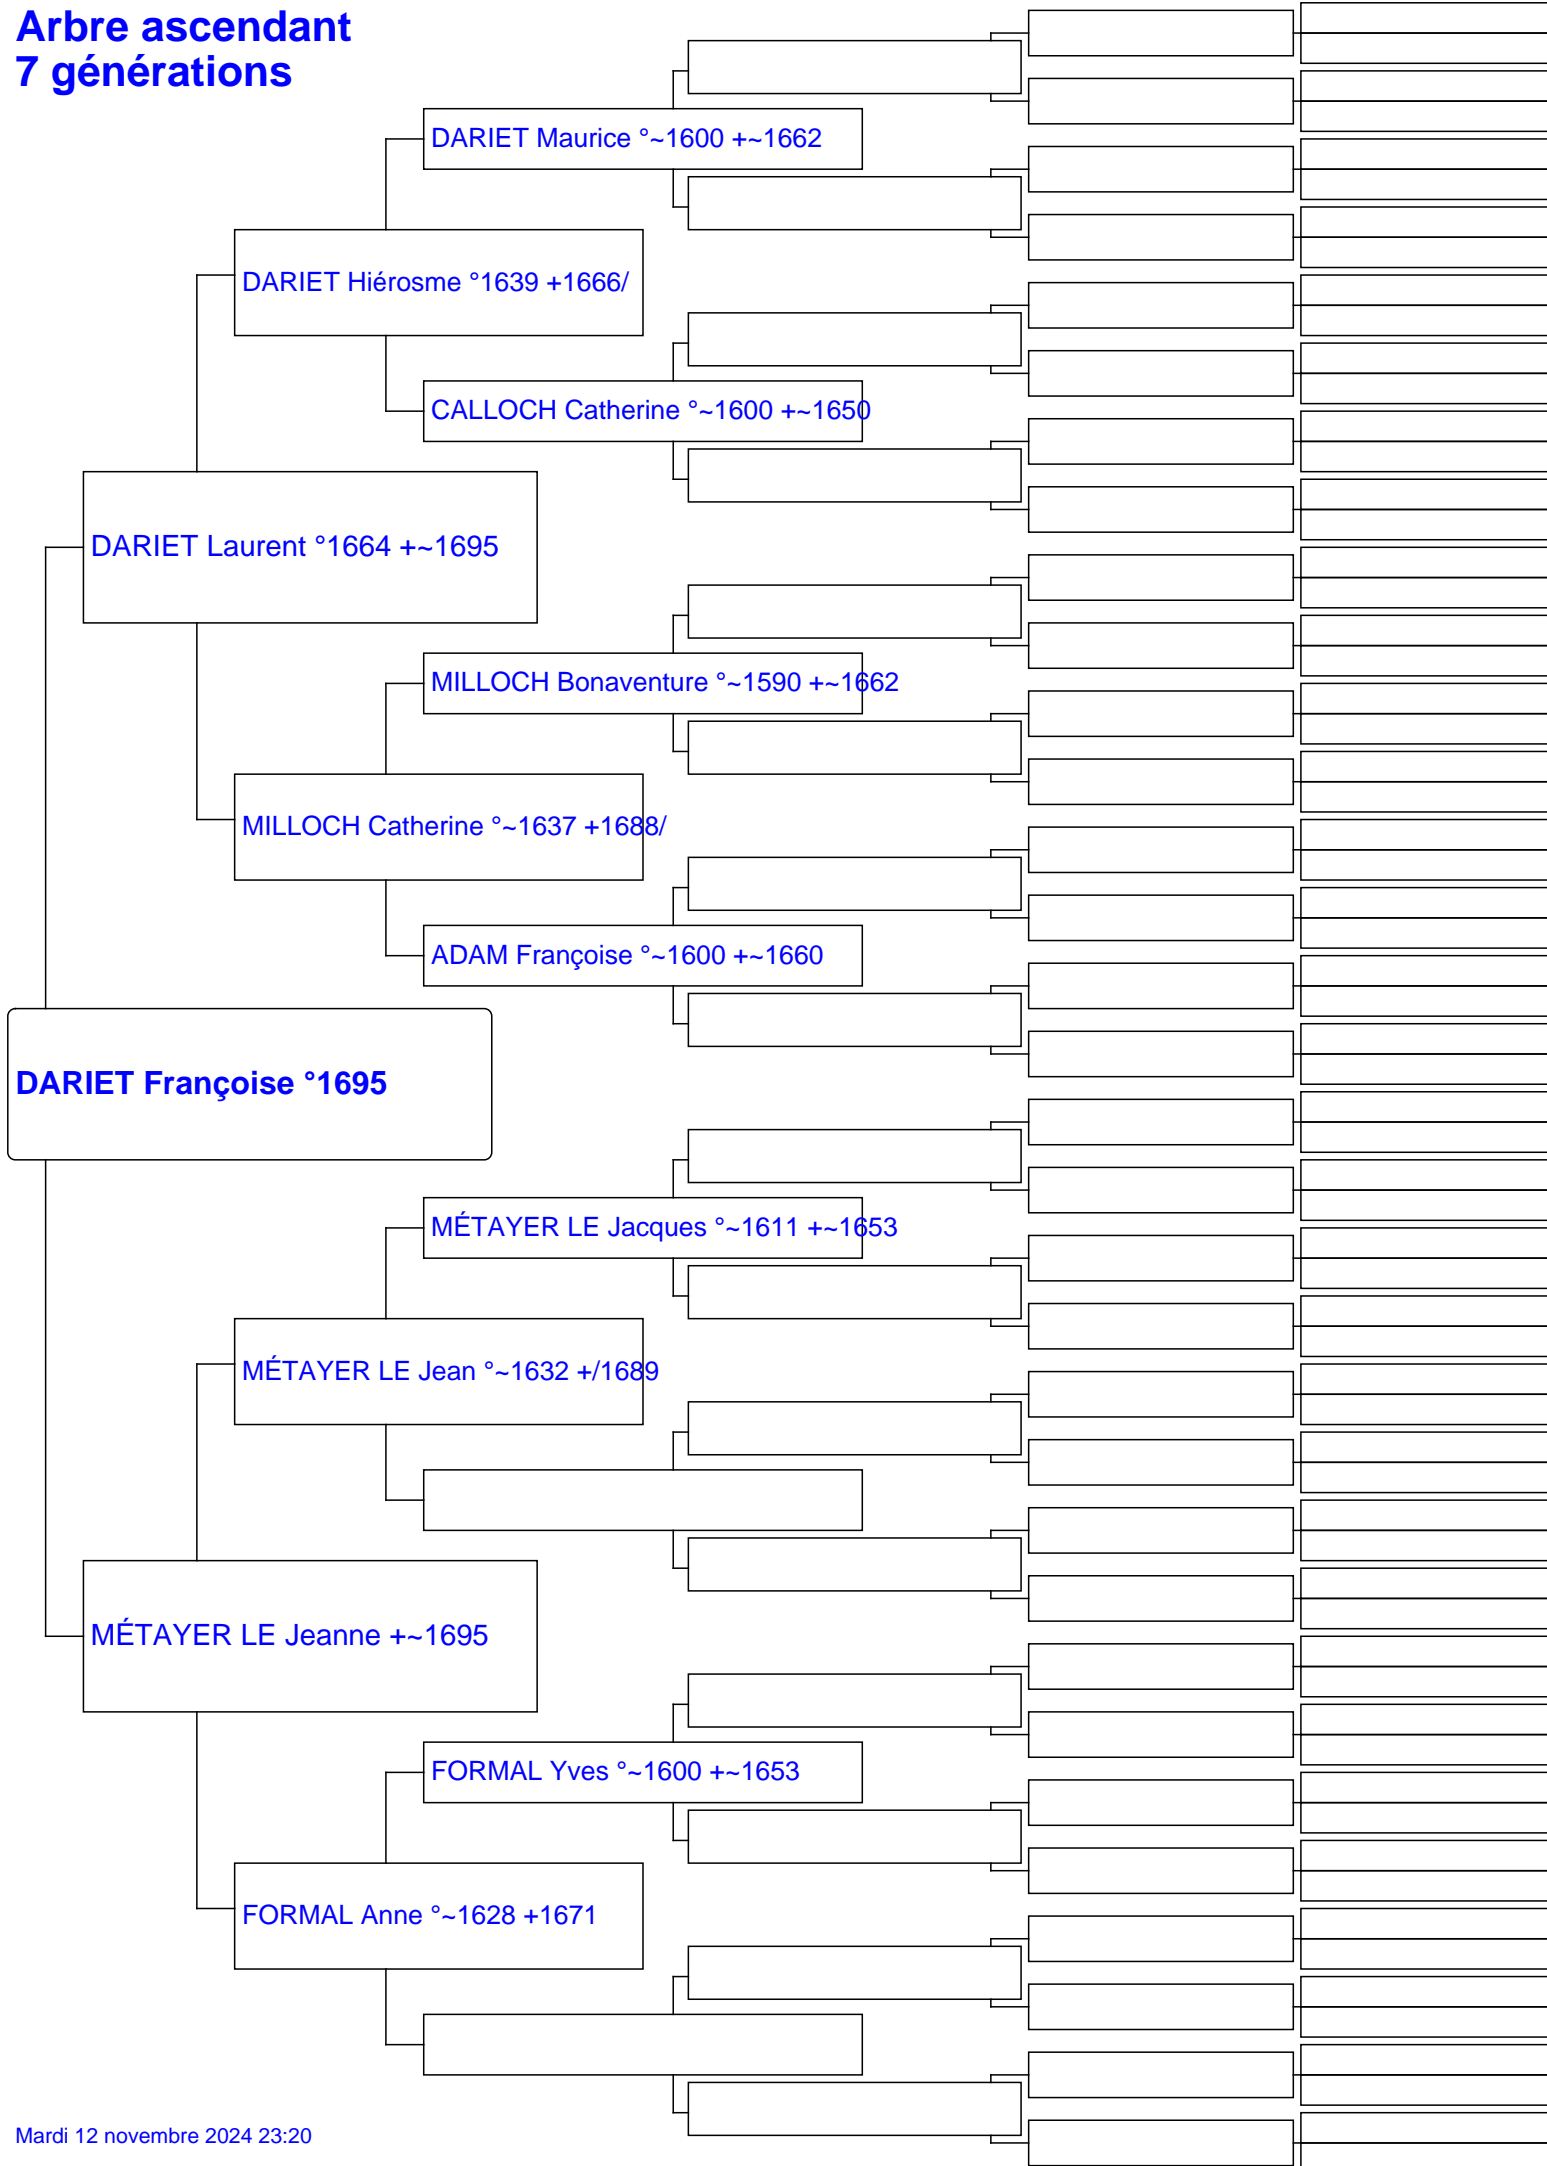 Arbre ascendant
7 générations
DARIET Maurice °~1600 +~1662
DARIET Hiérosme °1639 +1666/
CALLOCH Catherine °~1600 +~1650
DARIET Laurent °1664 +~1695
MILLOCH Bonaventure °~1590 +~1662
MILLOCH Catherine °~1637 +1688/
ADAM Françoise °~1600 +~1660
DARIET Françoise °1695
MÉTAYER LE Jacques °~1611 +~1653
MÉTAYER LE Jean °~1632 +/1689
MÉTAYER LE Jeanne +~1695
FORMAL Yves °~1600 +~1653
FORMAL Anne °~1628 +1671
Mardi 12 novembre 2024 23:20